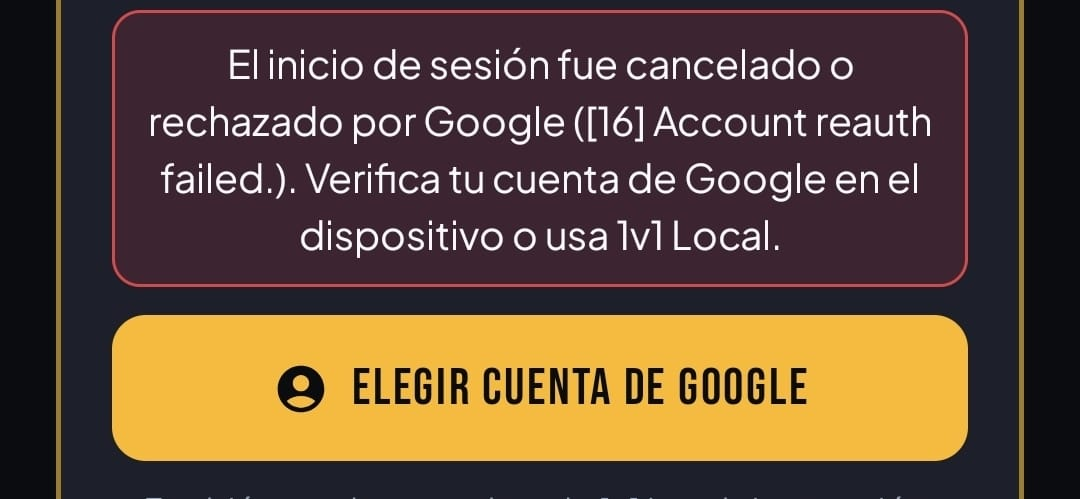 El inicio de sesión fue cancelado o
rechazado por Google ([16] Account reauth
failed.). Verifica tu cuenta de Google en el
dispositivo o usa 1v1 Local.
ELEGIR CUENTA DE GOOGLE